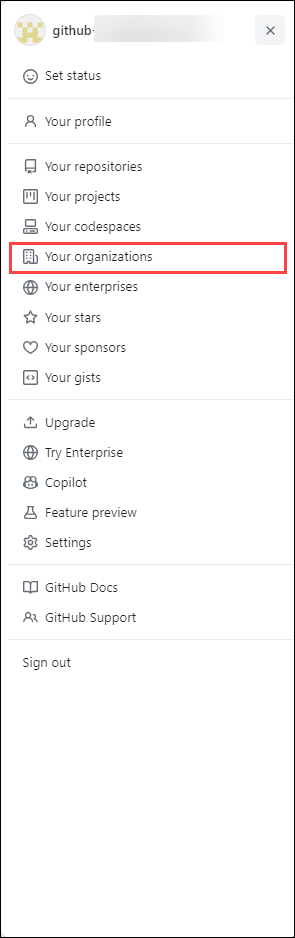 github-
Set status
Your profile
Your repositories
Your projects
Your codespaces
Your organizations
Your enterprises
Your stars
Your sponsors
Your gists
Upgrade
Try Enterprise
Copilot
Feature preview
Settings
GitHub Docs
GitHub Support
Sign out